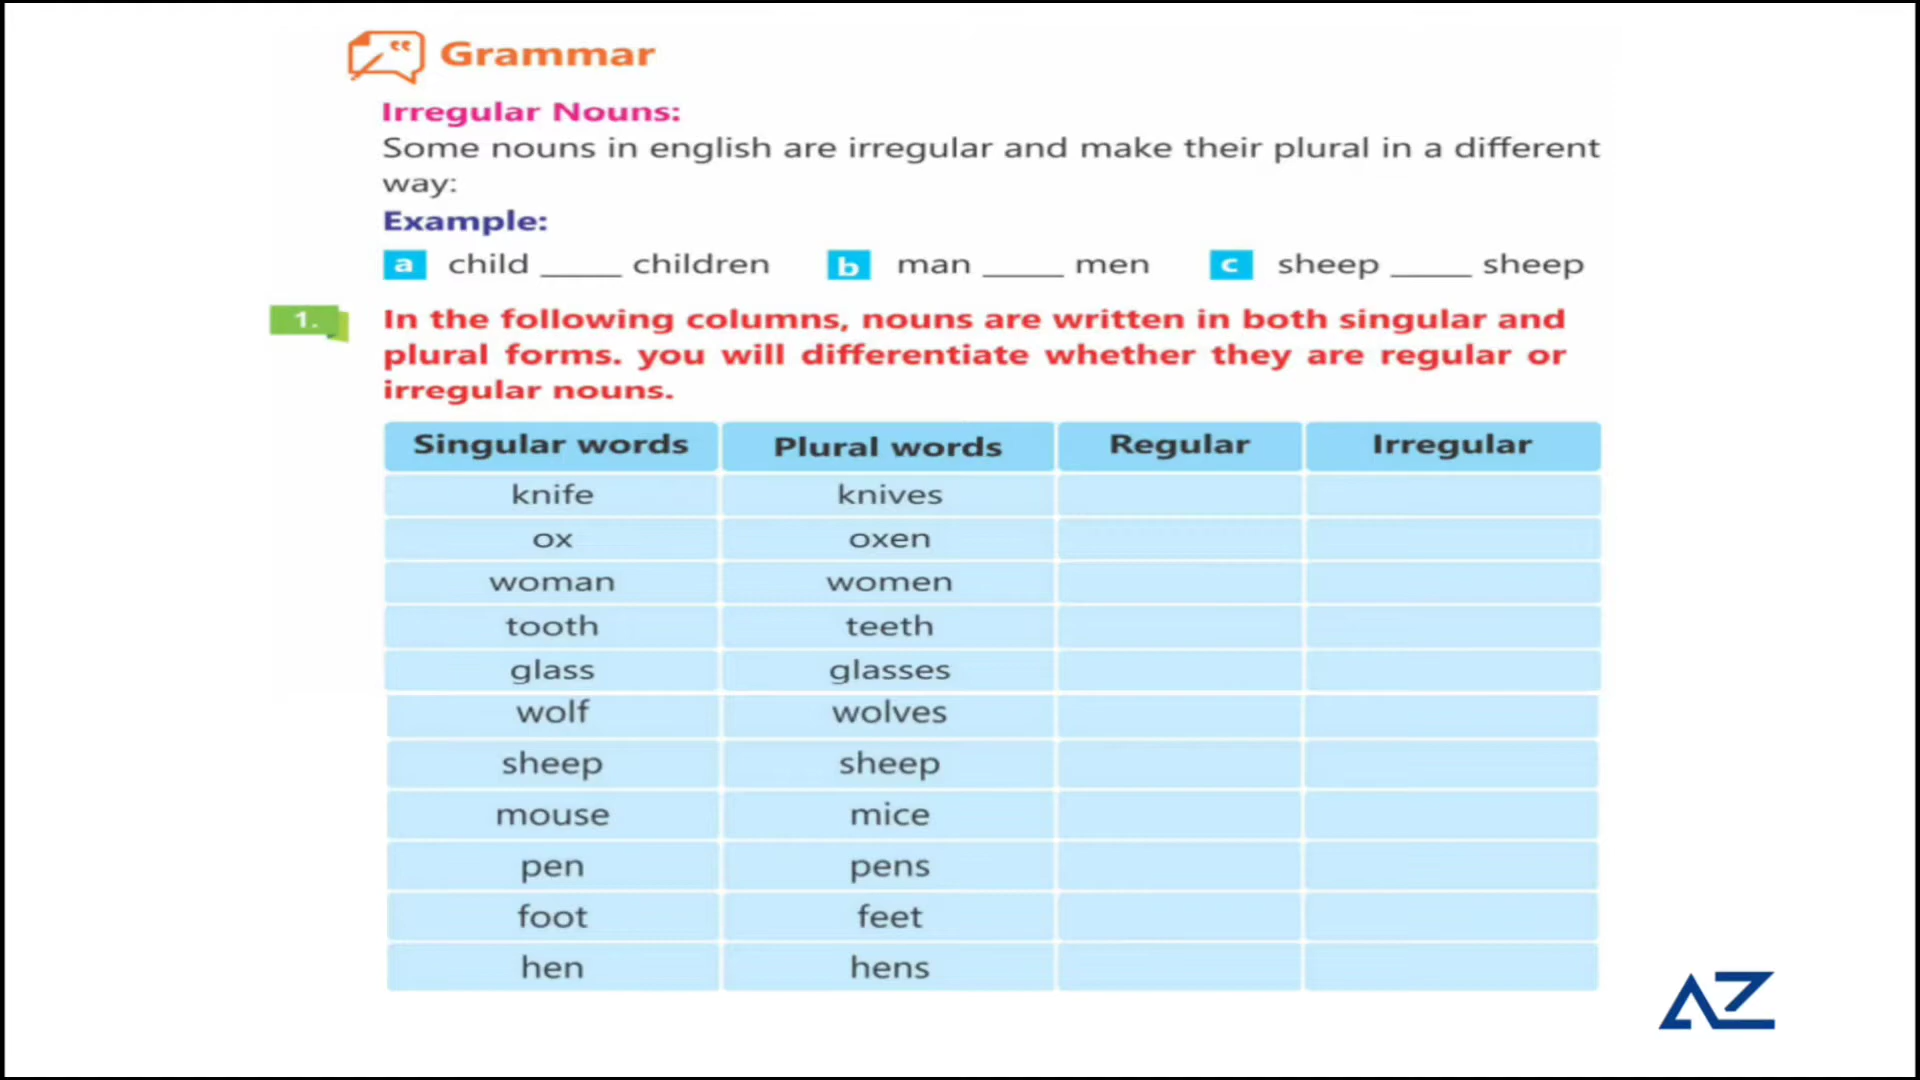 Grammar
Irregular Nouns:
Some nouns in english are irregular and make their plural in a different
way:
Example:
a child _____ children b man _____ men c sheep _____ sheep
1. In the following columns, nouns are written in both singular and
plural forms. you will differentiate whether they are regular or
irregular nouns.
Singular words Plural words Regular Irregular
knife knives
ox oxen
woman women
tooth teeth
glass glasses
wolf wolves
sheep sheep
mouse mice
pen pens
foot feet
hen hens
AZ